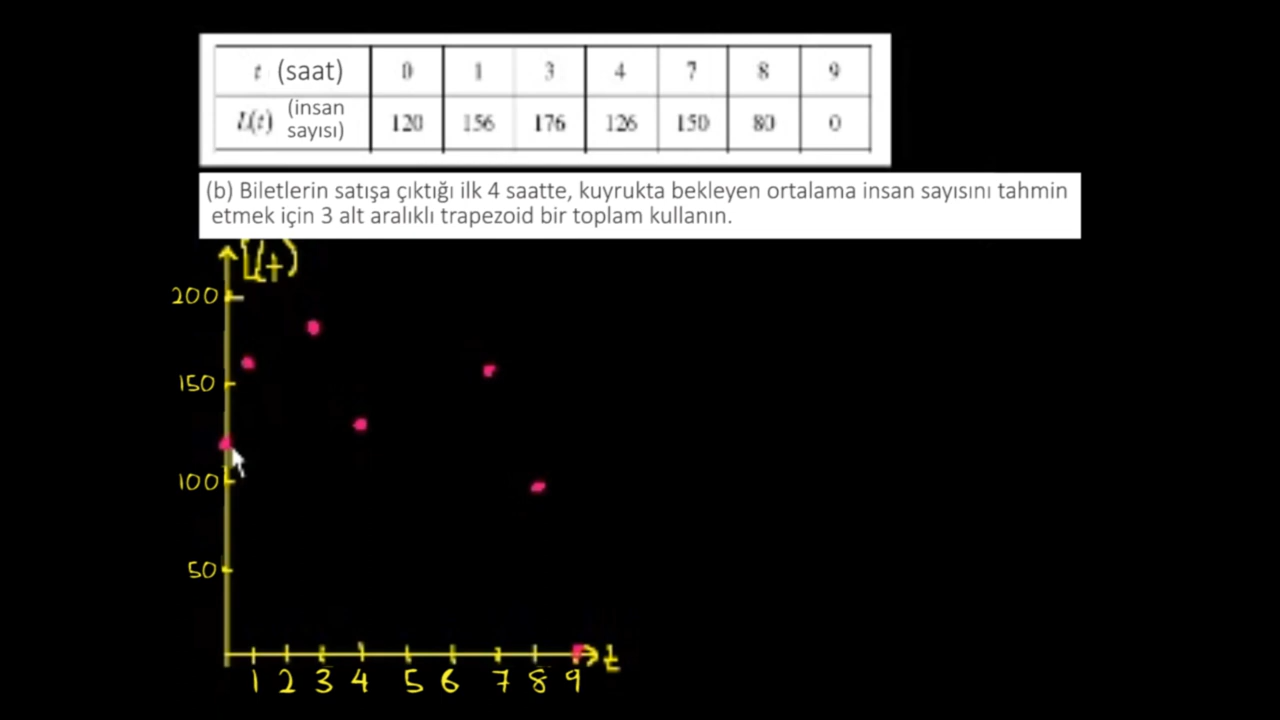 t (saat) 0 1 3 4 7 8 9
L(t) (insan sayısı) 120 156 176 126 150 80 0
(b) Biletlerin satışa çıktığı ilk 4 saatte, kuyrukta bekleyen ortalama insan sayısını tahmin
etmek için 3 alt aralıklı trapezoid bir toplam kullanın.
L(t)
200
150
100
50
1 2 3 4 5 6 7 8 9 t